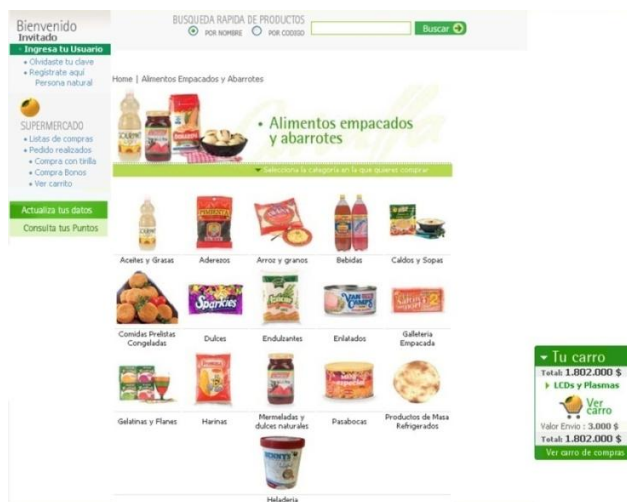 Bienvenido
Invitado
Ingresa tu Usuario
Olvidaste tu clave
Registrate aquí
Persona natural
SUPERMERCADO
Listas de compras
Pedido realizados
Compra con tirilla
Compra Bonos
Ver carrito
Actualiza tus datos
Consulta tus Puntos
BUSQUEDA RAPIDA DE PRODUCTOS
POR NOMBRE POR CODIGO
Buscar
Home | Alimentos Empacados y Abarrotes
• Alimentos empacados
y abarrotes
Selecciona la categoría en la que quieres comprar
Aceites y Grasas Aderezos Arroz y granos Bebidas Caldos y Sopas
Sparkies
VAN CAMP'S
Comidas Prelistas
Congeladas
Dulces Endulzantes Enlatados
Galleteria
Empacada
Gelatinas y Flanes Harinas
Mermeladas y
dulces naturales
Pasabocas
Productos de Masa
Refrigerados
Heladeria
Tu carro
Total: 1.802.000 $
LCDs y Plasmas
Ver
carro
Valor Envio : 3.000 $
Total: 1.802.000 $
Ver carro de compras